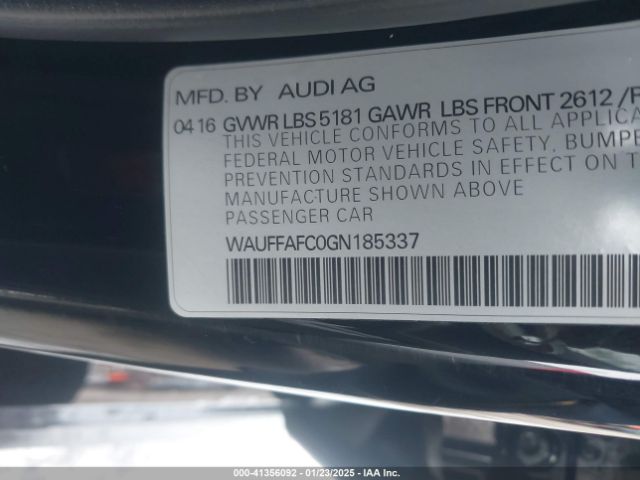 MFD. BY AUDI AG
04 16 GVWR LBS 5181 GAWR LBS FRONT 2612 /
THIS VEHICLE CONFORMS TO ALL
FEDERAL MOTOR VEHICLE SAFETY,
PREVENTION STANDARDS IN EFFECT ON
MANUFACTURE SHOWN ABOVE
PASSENGER CAR
WAUFFAFC0GN185337
000-41356092 - 01/23/2025 - IAA Inc.